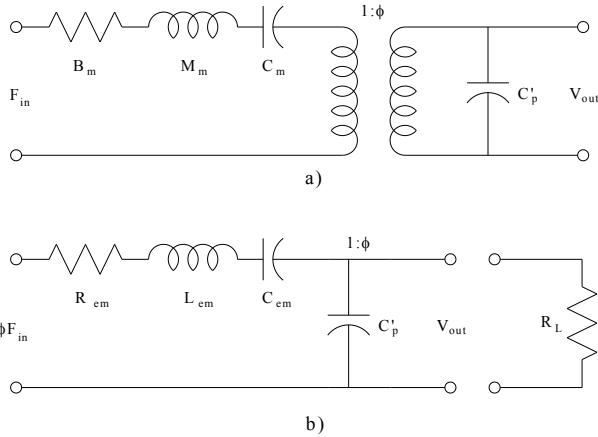 1:ϕ
B m
M m
C m
F in
C'p
V out
a)
1:ϕ
R em
L em
C em
ϕF in
C'p
V out
R L
b)